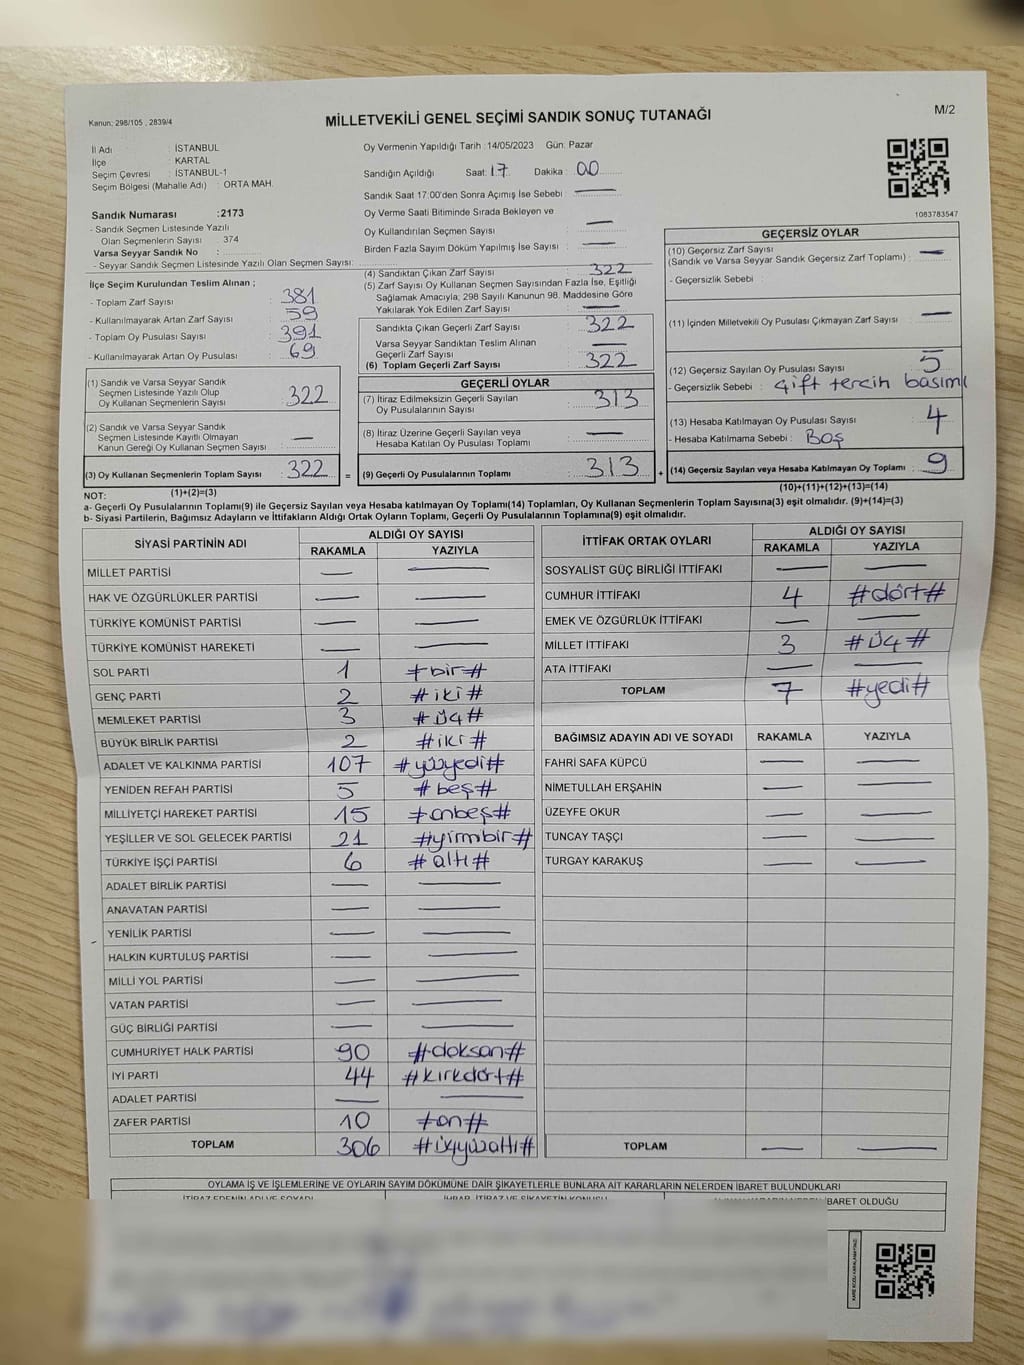 Kanun: 298/105 , 2839/4
MİLLETVEKİLİ GENEL SEÇİMİ SANDIK SONUÇ TUTANAĞI
M/2
İl Adı : İSTANBUL
İlçe : KARTAL
Seçim Çevresi : İSTANBUL-1
Seçim Bölgesi (Mahalle Adı) : ORTA MAH.
Sandık Numarası :2173
- Sandık Seçmen Listesinde Yazılı
Olan Seçmenlerin Sayısı : 374
Varsa Seyyar Sandık No :
- Seyyar Sandık Seçmen Listesinde Yazılı Olan Seçmen Sayısı:
Oy Vermenin Yapıldığı Tarih :14/05/2023 Gün: Pazar
Sandığın Açıldığı Saat: 17 Dakika : 00
Sandık Saat 17:00'den Sonra Açımış İse Sebebi : —
Oy Verme Saati Bitiminde Sırada Bekleyen ve
Oy Kullandırılan Seçmen Sayısı : —
Birden Fazla Sayım Döküm Yapılmış İse Sayısı : —
1083783547
İlçe Seçim Kurulundan Teslim Alınan ;
- Toplam Zarf Sayısı : 381
- Kullanılmayarak Artan Zarf Sayısı : 59
- Toplam Oy Pusulası Sayısı : 391
- Kullanılmayarak Artan Oy Pusulası : 69
(1) Sandık ve Varsa Seyyar Sandık
Seçmen Listesinde Yazılı Olup
Oy Kullanan Seçmenlerin Sayısı : 322
(2) Sandık ve Varsa Seyyar Sandık
Seçmen Listesinde Kayıtlı Olmayan
Kanun Gereği Oy Kullanan Seçmen Sayısı : —
(3) Oy Kullanan Seçmenlerin Toplam Sayısı : 322 =
(1)+(2)=(3)
(4) Sandıktan Çıkan Zarf Sayısı : 322
(5) Zarf Sayısı Oy Kullanan Seçmen Sayısından Fazla İse, Eşitliği
Sağlamak Amacıyla; 298 Sayılı Kanunun 98. Maddesine Göre
Yakılarak Yok Edilen Zarf Sayısı : —
Sandıkta Çıkan Geçerli Zarf Sayısı : 322
Varsa Seyyar Sandıktan Teslim Alınan
Geçerli Zarf Sayısı : —
(6) Toplam Geçerli Zarf Sayısı : 322
GEÇERLİ OYLAR
(7) İtiraz Edilmeksizin Geçerli Sayılan
Oy Pusulalarının Sayısı : 313
(8) İtiraz Üzerine Geçerli Sayılan veya
Hesaba Katılan Oy Pusulası Toplamı : —
(9) Geçerli Oy Pusulalarının Toplamı : 313 +
GEÇERSİZ OYLAR
(10) Geçersiz Zarf Sayısı
(Sandık ve Varsa Seyyar Sandık Geçersiz Zarf Toplamı) : —
- Geçersizlik Sebebi :
(11) İçinden Milletvekili Oy Pusulası Çıkmayan Zarf Sayısı : —
(12) Geçersiz Sayılan Oy Pusulası Sayısı : 5
- Geçersizlik Sebebi : Çift tercih basımı
(13) Hesaba Katılmayan Oy Pusulası Sayısı : 4
- Hesaba Katılmama Sebebi : Boş
(14) Geçersiz Sayılan veya Hesaba Katılmayan Oy Toplamı : 9
(10)+(11)+(12)+(13)=(14)
NOT:
a- Geçerli Oy Pusulalarının Toplamı(9) ile Geçersiz Sayılan veya Hesaba katılmayan Oy Toplamı(14) Toplamları, Oy Kullanan Seçmenlerin Toplam Sayısına(3) eşit olmalıdır. (9)+(14)=(3)
b- Siyasi Partilerin, Bağımsız Adayların ve İttifakların Aldığı Ortak Oyların Toplamı, Geçerli Oy Pusulalarının Toplamına(9) eşit olmalıdır.
SİYASİ PARTİNİN ADI
ALDIĞI OY SAYISI
RAKAMLA YAZIYLA
MİLLET PARTİSİ — —
HAK VE ÖZGÜRLÜKLER PARTİSİ — —
TÜRKİYE KOMÜNİST PARTİSİ — —
TÜRKİYE KOMÜNİST HAREKETİ — —
SOL PARTİ 1 #bir#
GENÇ PARTİ 2 #iki#
MEMLEKET PARTİSİ 3 #üç#
BÜYÜK BİRLİK PARTİSİ 2 #iki#
ADALET VE KALKINMA PARTİSİ 107 #yüzyedi#
YENİDEN REFAH PARTİSİ 5 #beş#
MİLLİYETÇİ HAREKET PARTİSİ 15 #onbeş#
YEŞİLLER VE SOL GELECEK PARTİSİ 21 #yirmibir#
TÜRKİYE İŞÇİ PARTİSİ 6 #altı#
ADALET BİRLİK PARTİSİ — —
ANAVATAN PARTİSİ — —
YENİLİK PARTİSİ — —
HALKIN KURTULUŞ PARTİSİ — —
MİLLİ YOL PARTİSİ — —
VATAN PARTİSİ — —
GÜÇ BİRLİĞİ PARTİSİ — —
CUMHURİYET HALK PARTİSİ 90 #doksan#
İYİ PARTİ 44 #kırkdört#
ADALET PARTİSİ — —
ZAFER PARTİSİ 10 #on#
TOPLAM 306 #üçyüzaltı#
İTTİFAK ORTAK OYLARI
ALDIĞI OY SAYISI
RAKAMLA YAZIYLA
SOSYALİST GÜÇ BİRLİĞİ İTTİFAKI — —
CUMHUR İTTİFAKI 4 #dört#
EMEK VE ÖZGÜRLÜK İTTİFAKI — —
MİLLET İTTİFAKI 3 #üç#
ATA İTTİFAKI — —
TOPLAM 7 #yedi#
BAĞIMSIZ ADAYIN ADI VE SOYADI RAKAMLA YAZIYLA
FAHRİ SAFA KÜPCÜ — —
NİMETULLAH ERŞAHİN — —
ÜZEYFE OKUR — —
TUNCAY TAŞÇI — —
TURGAY KARAKUŞ — —
TOPLAM — —
OYLAMA İŞ VE İŞLEMLERİNE VE OYLARIN SAYIM DÖKÜMÜNE DAİR ŞİKAYETLERLE BUNLARA AİT KARARLARIN NELERDEN İBARET BULUNDUKLARI
İBARET OLDUĞU